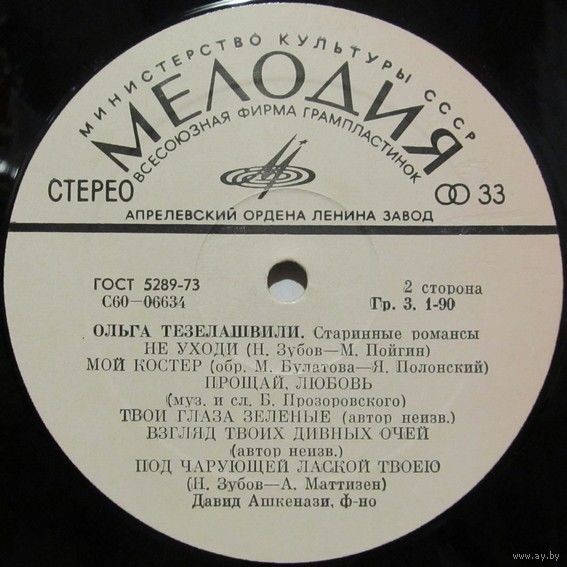 МИНИСТЕРСТВО КУЛЬТУРЫ СССР
МЕЛОДИЯ
ВСЕСОЮЗНАЯ ФИРМА ГРАМПЛАСТИНОК
СТЕРЕО
33
АПРЕЛЕВСКИЙ ОРДЕНА ЛЕНИНА ЗАВОД
ГОСТ 5289-73
2 сторона
С60—06634
Гр. 3. 1-90
ОЛЬГА ТЕЗЕЛАШВИЛИ. Старинные романсы
НЕ УХОДИ (Н. Зубов—М. Пойгин)
МОЙ КОСТЕР (обр. М. Булатова—Я. Полонский)
ПРОЩАЙ, ЛЮБОВЬ
(муз. и сл. Б. Прозоровского)
ТВОИ ГЛАЗА ЗЕЛЕНЫЕ (автор неизв.)
ВЗГЛЯД ТВОИХ ДИВНЫХ ОЧЕЙ
(автор неизв.)
ПОД ЧАРУЮЩЕЙ ЛАСКОЙ ТВОЕЮ
(Н. Зубов—А. Маттизен)
Давид Ашкенази, ф-но
www.ay.by